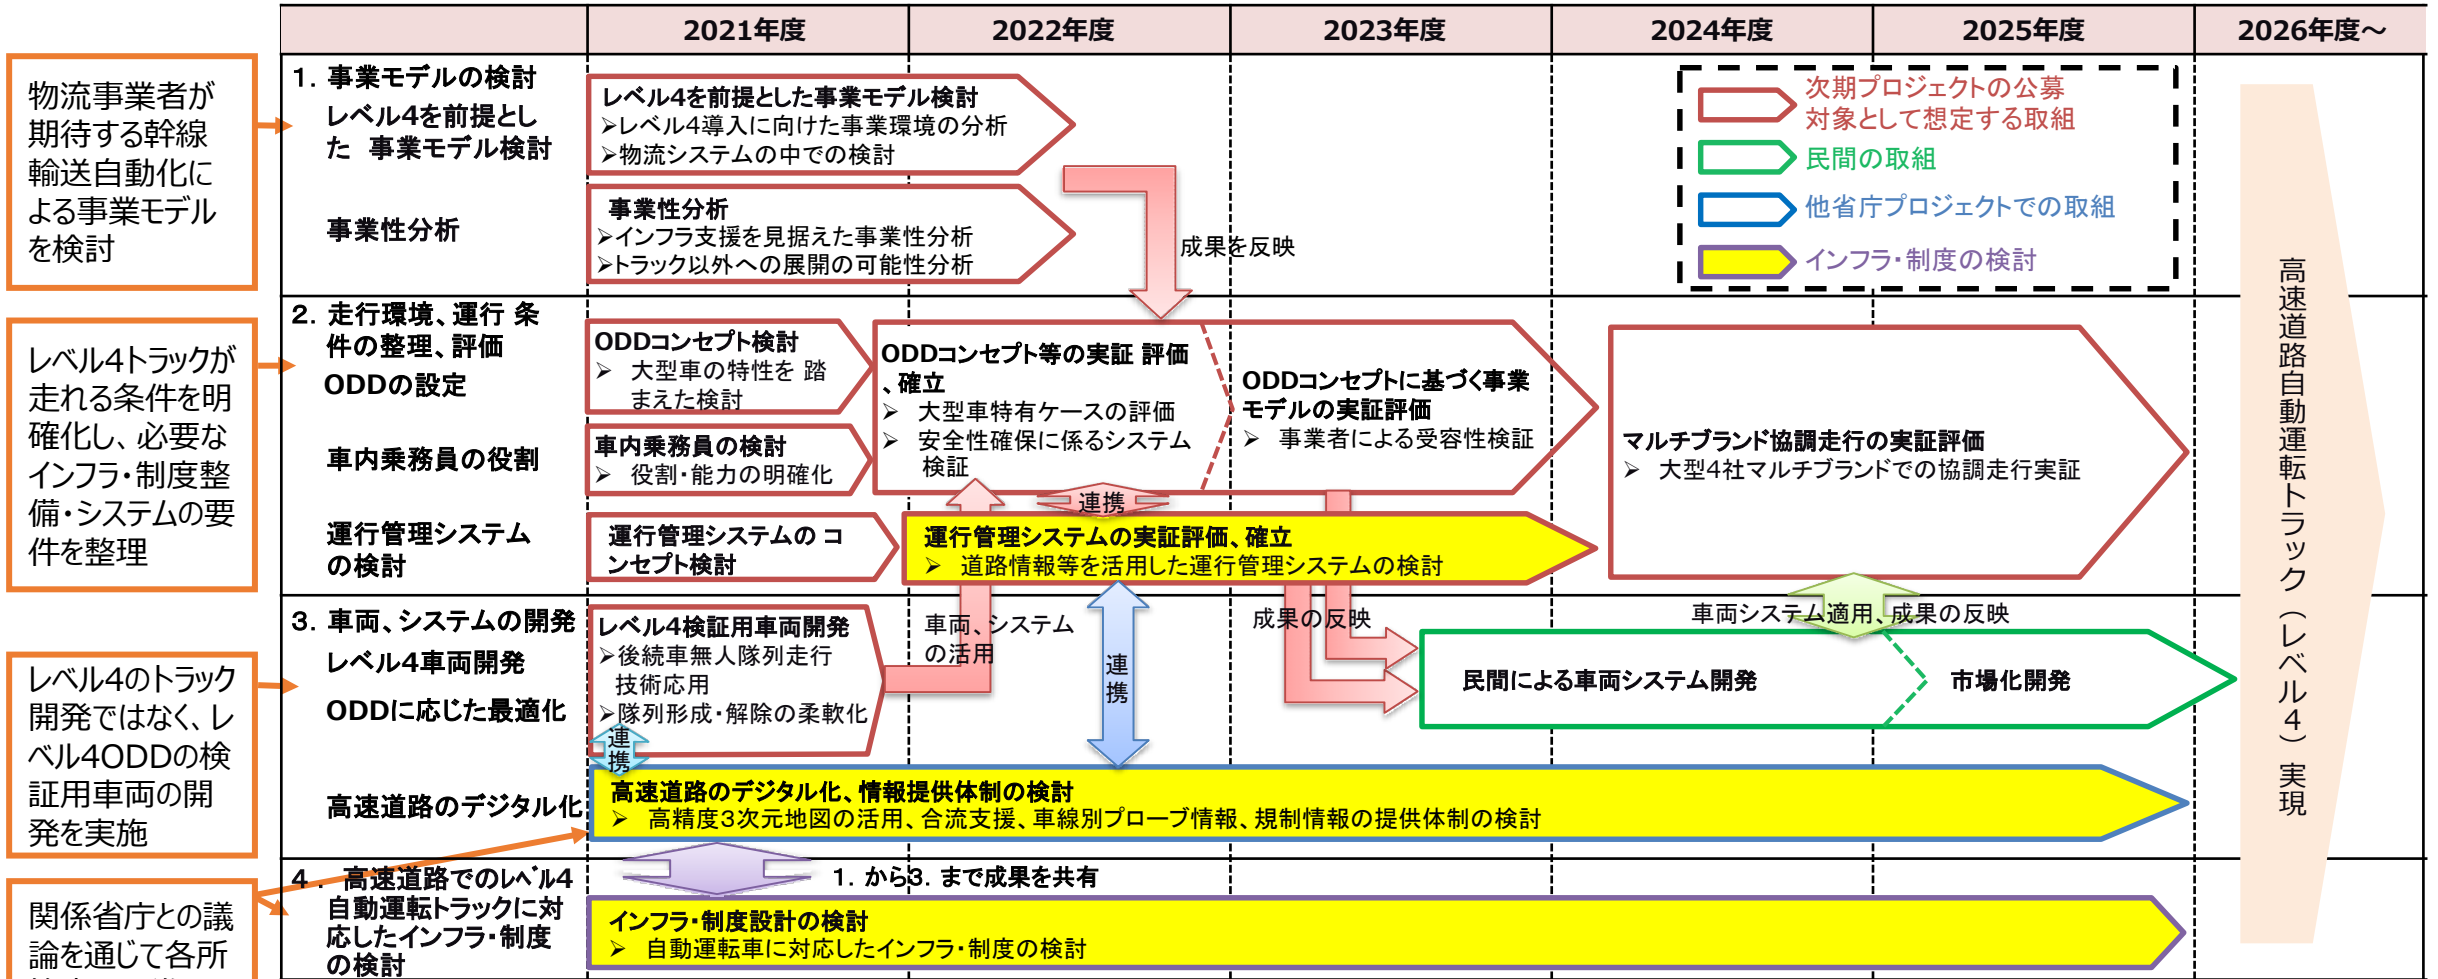 2021年度
2022年度
2023年度
2024年度
2025年度
2026年度～
物流事業者が
期待する幹線
輸送自動化に
よる事業モデル
を検討
1. 事業モデルの検討
レベル4を前提とし
た 事業モデル検討
事業性分析
レベル4を前提とした事業モデル検討
➢レベル4導入に向けた事業環境の分析
➢物流システムの中での検討
事業性分析
➢インフラ支援を見据えた事業性分析
➢トラック以外への展開の可能性分析
成果を反映
次期プロジェクトの公募
対象として想定する取組
民間の取組
他省庁プロジェクトでの取組
インフラ・制度の検討
レベル4トラックが
走れる条件を明
確化し、必要な
インフラ・制度整
備・システムの要
件を整理
2. 走行環境、運行 条
件の整理、評価
ODDの設定
車内乗務員の役割
運行管理システム
の検討
ODDコンセプト検討
➢ 大型車の特性を 踏
まえた検討
車内乗務員の検討
➢ 役割・能力の明確化
運行管理システムの コ
ンセプト検討
ODDコンセプト等の実証 評価
、確立
➢ 大型車特有ケースの評価
➢ 安全性確保に係るシステム
検証
ODDコンセプトに基づく事業
モデルの実証評価
➢ 事業者による受容性検証
連携
運行管理システムの実証評価、確立
➢ 道路情報等を活用した運行管理システムの検討
マルチブランド協調走行の実証評価
➢ 大型4社マルチブランドでの協調走行実証
レベル4のトラック
開発ではなく、レ
ベル4ODDの検
証用車両の開
発を実施
3. 車両、システムの開発
レベル4車両開発
ODDに応じた最適化
高速道路のデジタル化
レベル4検証用車両開発
➢後続車無人隊列走行
技術応用
➢隊列形成・解除の柔軟化
連携
車両、システム
の活用
連携
成果の反映
車両システム適用、成果の反映
民間による車両システム開発
市場化開発
高速道路のデジタル化、情報提供体制の検討
➢ 高精度3次元地図の活用、合流支援、車線別プローブ情報、規制情報の提供体制の検討
関係省庁との議
論を通じて各所
4. 高速道路でのレベル4
自動運転トラックに対
応したインフラ・制度
の検討
1. から3. まで成果を共有
インフラ・制度設計の検討
➢ 自動運転車に対応したインフラ・制度の検討
高速道路自動運転トラック（レベル4）実現